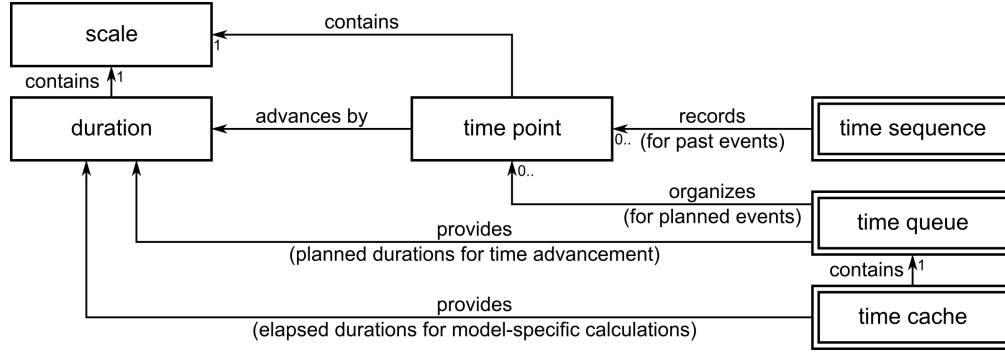 scale
contains
1
contains
1
duration
advances by
time point
records
(for past events)
0..
time sequence
0..
organizes
(for planned events)
time queue
provides
(planned durations for time advancement)
contains
1
provides
(elapsed durations for model-specific calculations)
time cache